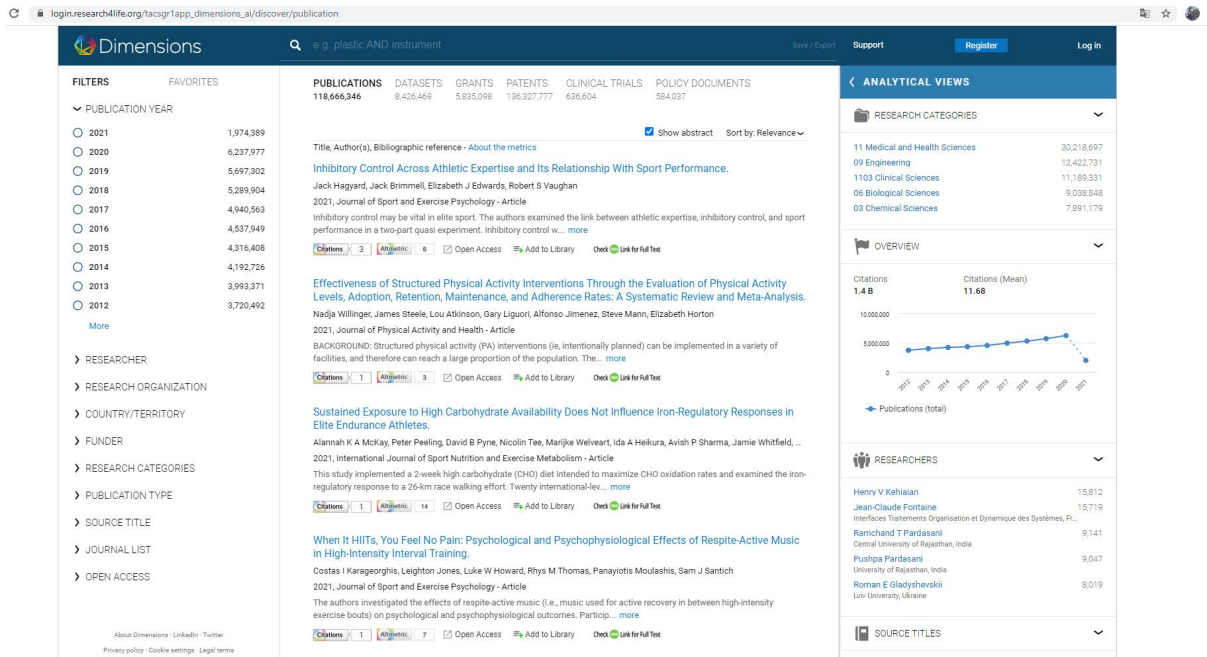 login.research4life.org/tacsgr1app_dimensions_ai/discover/publication
Dimensions
e.g. plastic AND instrument
Save / Export
Support
Register
Log in
FILTERS
FAVORITES
PUBLICATION YEAR
2021 1,974,389
2020 6,237,977
2019 5,697,302
2018 5,289,904
2017 4,940,563
2016 4,537,949
2015 4,316,408
2014 4,192,726
2013 3,993,371
2012 3,720,492
More
RESEARCHER
RESEARCH ORGANIZATION
COUNTRY/TERRITORY
FUNDER
RESEARCH CATEGORIES
PUBLICATION TYPE
SOURCE TITLE
JOURNAL LIST
OPEN ACCESS
About Dimensions · LinkedIn · Twitter
Privacy policy · Cookie settings · Legal terms
PUBLICATIONS DATASETS GRANTS PATENTS CLINICAL TRIALS POLICY DOCUMENTS
118,666,346 8,426,469 5,835,098 136,327,777 636,604 584,037
Show abstract Sort by: Relevance
Title, Author(s), Bibliographic reference - About the metrics
Inhibitory Control Across Athletic Expertise and Its Relationship With Sport Performance.
Jack Hagyard, Jack Brimmell, Elizabeth J Edwards, Robert S Vaughan
2021, Journal of Sport and Exercise Psychology - Article
Inhibitory control may be vital in elite sport. The authors examined the link between athletic expertise, inhibitory control, and sport
performance in a two-part quasi experiment. Inhibitory control w... more
Citations 3 Altmetric 6 Open Access Add to Library Check Link for Full Text
Effectiveness of Structured Physical Activity Interventions Through the Evaluation of Physical Activity
Levels, Adoption, Retention, Maintenance, and Adherence Rates: A Systematic Review and Meta-Analysis.
Nadja Willinger, James Steele, Lou Atkinson, Gary Liguori, Alfonso Jimenez, Steve Mann, Elizabeth Horton
2021, Journal of Physical Activity and Health - Article
BACKGROUND: Structured physical activity (PA) interventions (ie, intentionally planned) can be implemented in a variety of
facilities, and therefore can reach a large proportion of the population. The... more
Citations 1 Altmetric 3 Open Access Add to Library Check Link for Full Text
Sustained Exposure to High Carbohydrate Availability Does Not Influence Iron-Regulatory Responses in
Elite Endurance Athletes.
Alannah K A McKay, Peter Peeling, David B Pyne, Nicolin Tee, Marijke Welveart, Ida A Heikura, Avish P Sharma, Jamie Whitfield, ...
2021, International Journal of Sport Nutrition and Exercise Metabolism - Article
This study implemented a 2-week high carbohydrate (CHO) diet intended to maximize CHO oxidation rates and examined the iron-
regulatory response to a 26-km race walking effort. Twenty international-lev... more
Citations 1 Altmetric 14 Open Access Add to Library Check Link for Full Text
When It HIITs, You Feel No Pain: Psychological and Psychophysiological Effects of Respite-Active Music
in High-Intensity Interval Training.
Costas I Karageorghis, Leighton Jones, Luke W Howard, Rhys M Thomas, Panayiotis Moulashis, Sam J Santich
2021, Journal of Sport and Exercise Psychology - Article
The authors investigated the effects of respite-active music (i.e., music used for active recovery in between high-intensity
exercise bouts) on psychological and psychophysiological outcomes. Particip... more
Citations 1 Altmetric 7 Open Access Add to Library Check Link for Full Text
ANALYTICAL VIEWS
RESEARCH CATEGORIES
11 Medical and Health Sciences 30,218,697
09 Engineering 12,422,731
1103 Clinical Sciences 11,189,331
06 Biological Sciences 9,038,848
03 Chemical Sciences 7,891,179
OVERVIEW
Citations Citations (Mean)
1.4 B 11.68
10,000,000
5,000,000
0
2012 2013 2014 2015 2016 2017 2018 2019 2020 2021
Publications (total)
RESEARCHERS
Henry V Kehiaian 15,812
Jean-Claude Fontaine 15,719
Interfaces Traitements Organisation et Dynamique des Systèmes, Fr...
Ramchand T Pardasani 9,141
Central University of Rajasthan, India
Pushpa Pardasani 9,047
University of Rajasthan, India
Roman E Gladyshevskii 8,019
Lviv University, Ukraine
SOURCE TITLES